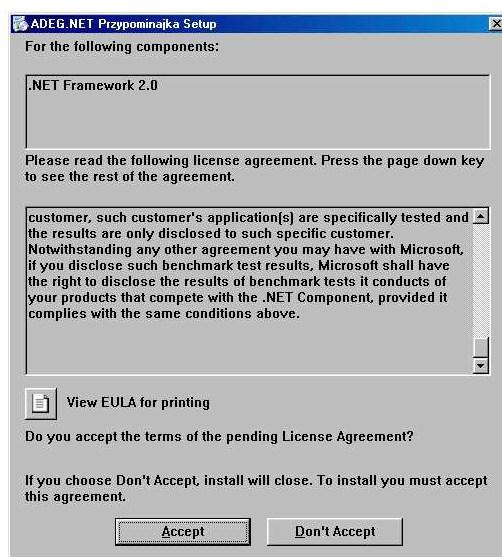 ADEG.NET Przypominajka Setup
For the following components:
.NET Framework 2.0
Please read the following license agreement. Press the page down key
to see the rest of the agreement.
customer, such customer's application(s) are specifically tested and
the results are only disclosed to such specific customer.
Notwithstanding any other agreement you may have with Microsoft,
if you disclose such benchmark test results, Microsoft shall have
the right to disclose the results of benchmark tests it conducts of
your products that compete with the .NET Component, provided it
complies with the same conditions above.
View EULA for printing
Do you accept the terms of the pending License Agreement?
If you choose Don't Accept, install will close. To install you must accept
this agreement.
Accept
Don't Accept